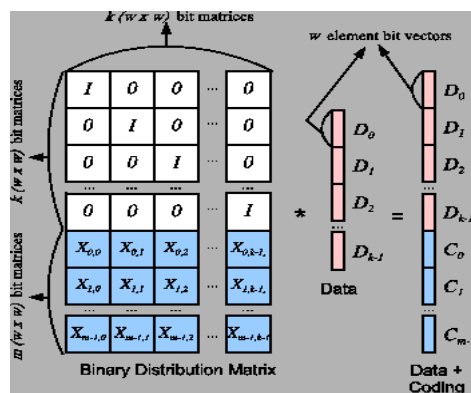 k (w x w) bit matrices
w element bit vectors
k (w x w) bit matrices
m (w x w) bit matrices
I 0 0 ... 0
0 I 0 ... 0
0 0 I ... 0
... ... ... ...
0 0 0 ... I
X0,0 X0,1 X0,2 ... X0,k-1
X1,0 X1,1 X1,2 ... X1,k-1
... ... ... ...
Xm-1,0 Xm-1,1 Xm-1,2 ... Xm-1,k-1
Binary Distribution Matrix
*
D0
D1
D2
...
Dk-1
Data
=
D0
D1
D2
...
Dk-1
C0
C1
...
Cm-
Data +
Coding